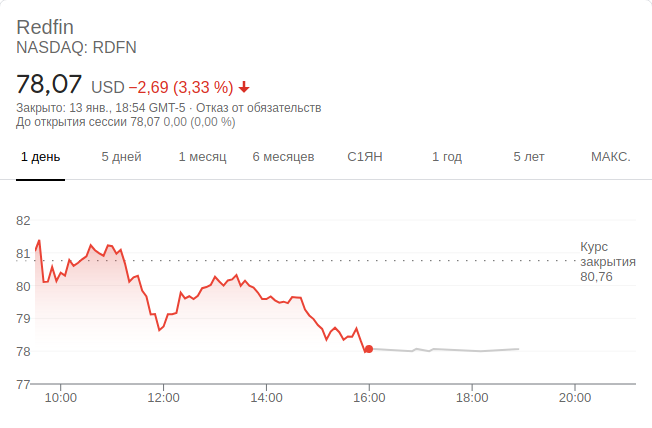 Redfin
NASDAQ: RDFN
78,07 USD −2,69 (3,33 %)
Закрыто: 13 янв., 18:54 GMT-5 · Отказ от обязательств
До открытия сессии 78,07 0,00 (0,00 %)
1 день 5 дней 1 месяц 6 месяцев С1ЯН 1 год 5 лет МАКС.
82
81
80
79
78
77
Курс
закрытия
80,76
10:00 12:00 14:00 16:00 18:00 20:00